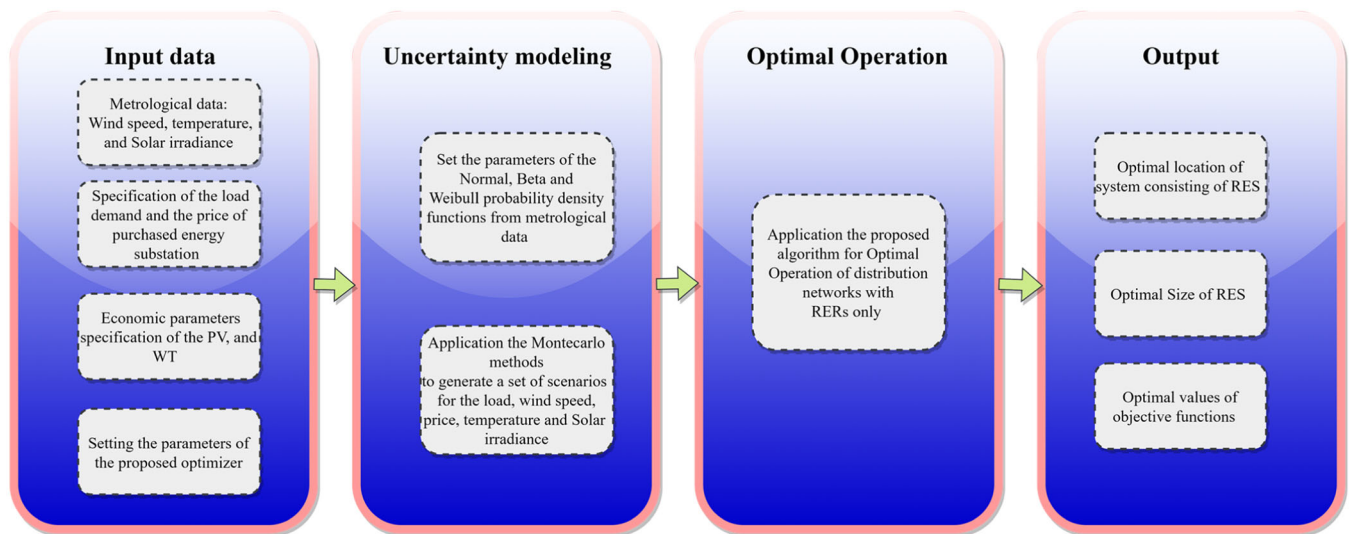 Input data
Metrological data:
Wind speed, temperature,
and Solar irradiance
Specification of the load
demand and the price of
purchased energy
substation
Economic parameters
specification of the PV, and
WT
Setting the parameters of
the proposed optimizer
Uncertainty modeling
Set the parameters of the
Normal, Beta and
Weibull probability density
functions from metrological
data
Application the Montecarlo
methods
to generate a set of scenarios
for the load, wind speed,
price, temperature and Solar
irradiance
Optimal Operation
Application the proposed
algorithm for Optimal
Operation of distribution
networks with
RERs only
Output
Optimal location of
system consisting of RES
Optimal Size of RES
Optimal values of
objective functions